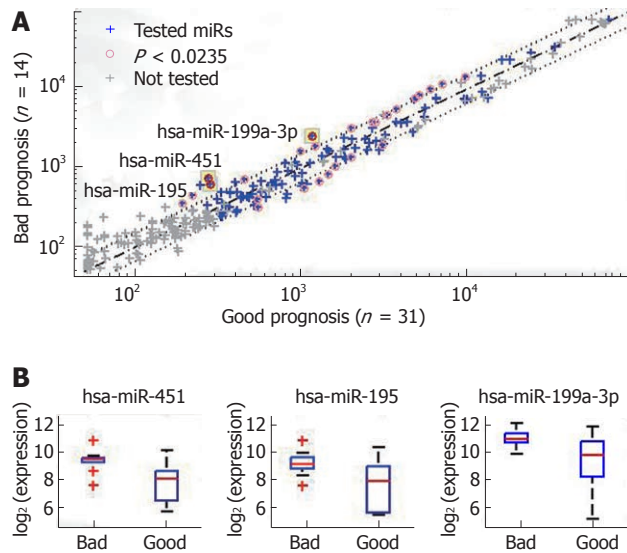 A
Tested miRs
P < 0.0235
Not tested
hsa-miR-199a-3p
hsa-miR-451
hsa-miR-195
Bad prognosis (n = 14)
10⁴
10³
10²
10² 10³ 10⁴
Good prognosis (n = 31)
B
hsa-miR-451 hsa-miR-195 hsa-miR-199a-3p
log₂ (expression)
12
10
8
6
Bad Good
log₂ (expression)
12
10
8
6
Bad Good
log₂ (expression)
12
10
8
6
Bad Good